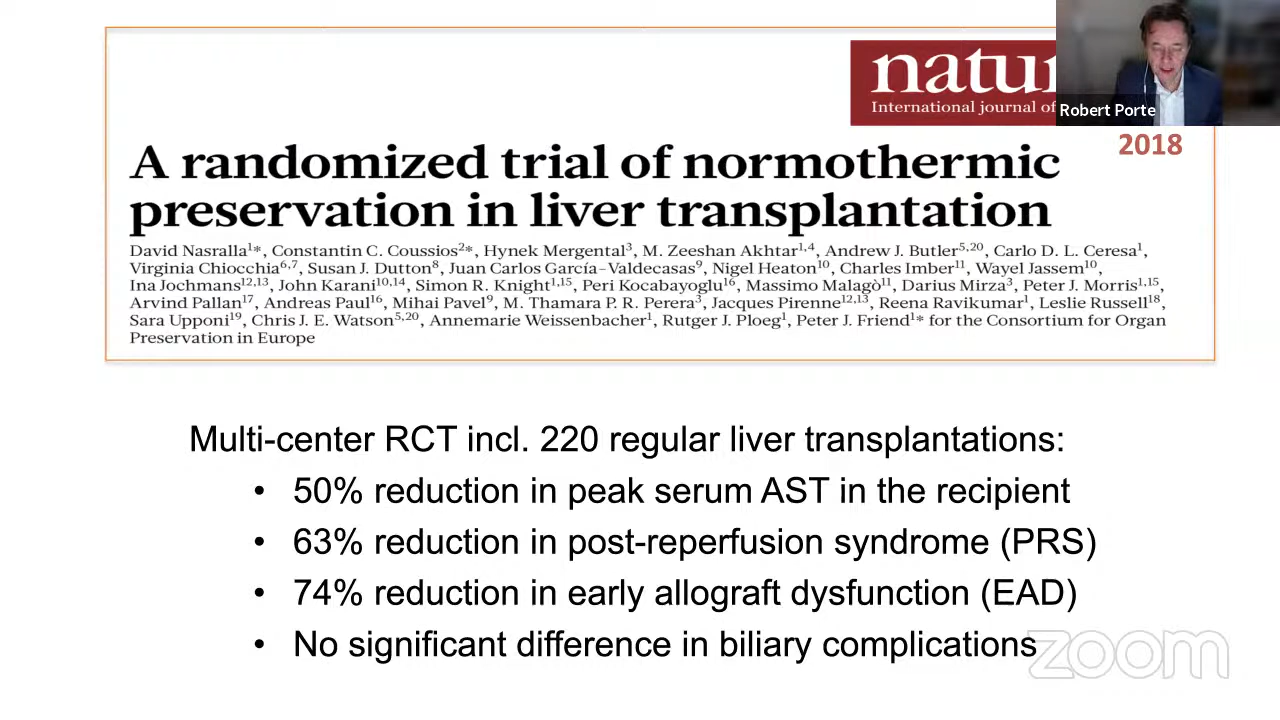 natur
International journal of
Robert Porte
2018
A randomized trial of normothermic
preservation in liver transplantation
David Nasralla¹*, Constantin C. Coussios²*, Hynek Mergental³, M. Zeeshan Akhtar¹,⁴, Andrew J. Butler⁵,²⁰, Carlo D. L. Ceresa¹,
Virginia Chiocchia⁶,⁷, Susan J. Dutton⁸, Juan Carlos García-Valdecasas⁹, Nigel Heaton¹⁰, Charles Imber¹¹, Wayel Jassem¹⁰,
Ina Jochmans¹²,¹³, John Karani¹⁰,¹⁴, Simon R. Knight¹,¹⁵, Peri Kocabayoglu¹⁶, Massimo Malagò¹¹, Darius Mirza³, Peter J. Morris¹,¹⁵,
Arvind Pallan¹⁷, Andreas Paul¹⁶, Mihai Pavel⁹, M. Thamara P. R. Perera³, Jacques Pirenne¹²,¹³, Reena Ravikumar¹, Leslie Russell¹⁸,
Sara Upponi¹⁹, Chris J. E. Watson⁵,²⁰, Annemarie Weissenbacher¹, Rutger J. Ploeg¹, Peter J. Friend¹* for the Consortium for Organ
Preservation in Europe
Multi-center RCT incl. 220 regular liver transplantations:
• 50% reduction in peak serum AST in the recipient
• 63% reduction in post-reperfusion syndrome (PRS)
• 74% reduction in early allograft dysfunction (EAD)
• No significant difference in biliary complications
zoom